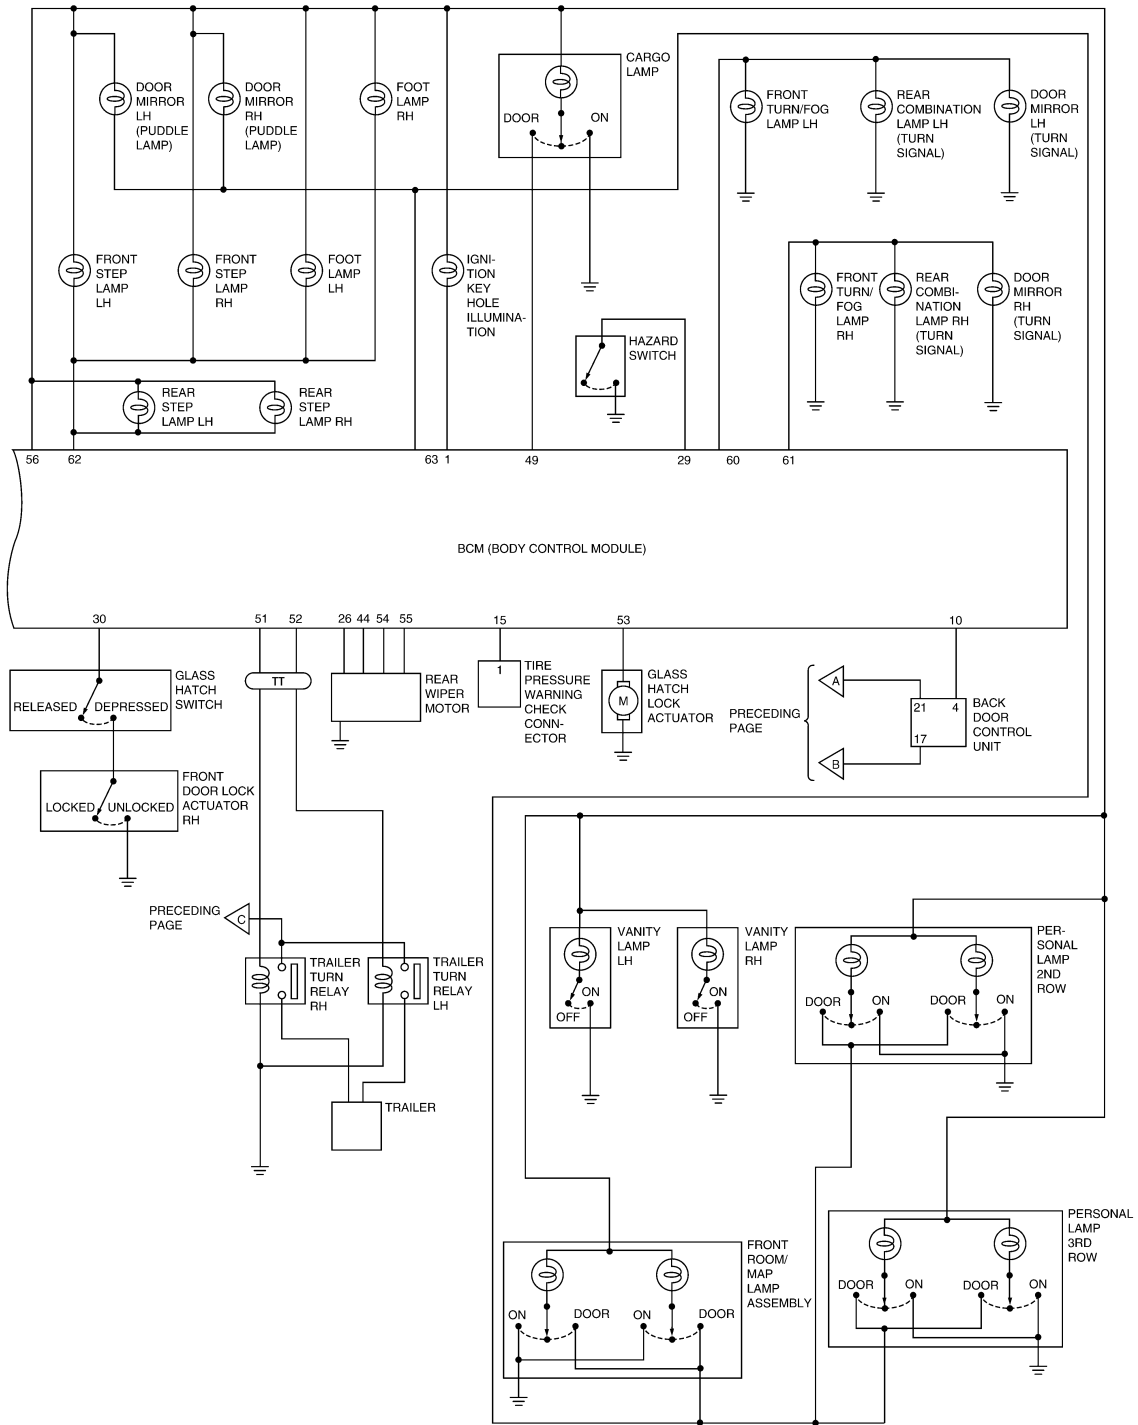 CARGO
LAMP
DOOR
MIRROR
LH
(PUDDLE
LAMP)
DOOR
MIRROR
RH
(PUDDLE
LAMP)
FOOT
LAMP
RH
DOOR
ON
FRONT
TURN/FOG
LAMP LH
REAR
COMBINATION
LAMP LH
(TURN
SIGNAL)
DOOR
MIRROR
LH
(TURN
SIGNAL)
FRONT
STEP
LAMP
LH
FRONT
STEP
LAMP
RH
FOOT
LAMP
LH
IGNI-
TION
KEY
HOLE
ILLUMINA-
TION
FRONT
TURN/
FOG
LAMP
RH
REAR
COMBI-
NATION
LAMP RH
(TURN
SIGNAL)
DOOR
MIRROR
RH
(TURN
SIGNAL)
HAZARD
SWITCH
REAR
STEP
LAMP LH
REAR
STEP
LAMP RH
56
62
63
1
49
29
60
61
BCM (BODY CONTROL MODULE)
30
51
52
26
44
54
55
15
53
10
GLASS
HATCH
SWITCH
RELEASED
DEPRESSED
TT
REAR
WIPER
MOTOR
1
TIRE
PRESSURE
WARNING
CHECK
CONN-
ECTOR
M
GLASS
HATCH
LOCK
ACTUATOR
PRECEDING
PAGE
A
B
21
4
17
BACK
DOOR
CONTROL
UNIT
FRONT
DOOR LOCK
ACTUATOR
RH
LOCKED
UNLOCKED
PRECEDING
PAGE
C
TRAILER
TURN
RELAY
RH
TRAILER
TURN
RELAY
LH
TRAILER
VANITY
LAMP
LH
ON
OFF
VANITY
LAMP
RH
ON
OFF
PER-
SONAL
LAMP
2ND
ROW
DOOR
ON
DOOR
ON
PERSONAL
LAMP
3RD
ROW
DOOR
ON
DOOR
ON
FRONT
ROOM/
MAP
LAMP
ASSEMBLY
ON
DOOR
ON
DOOR